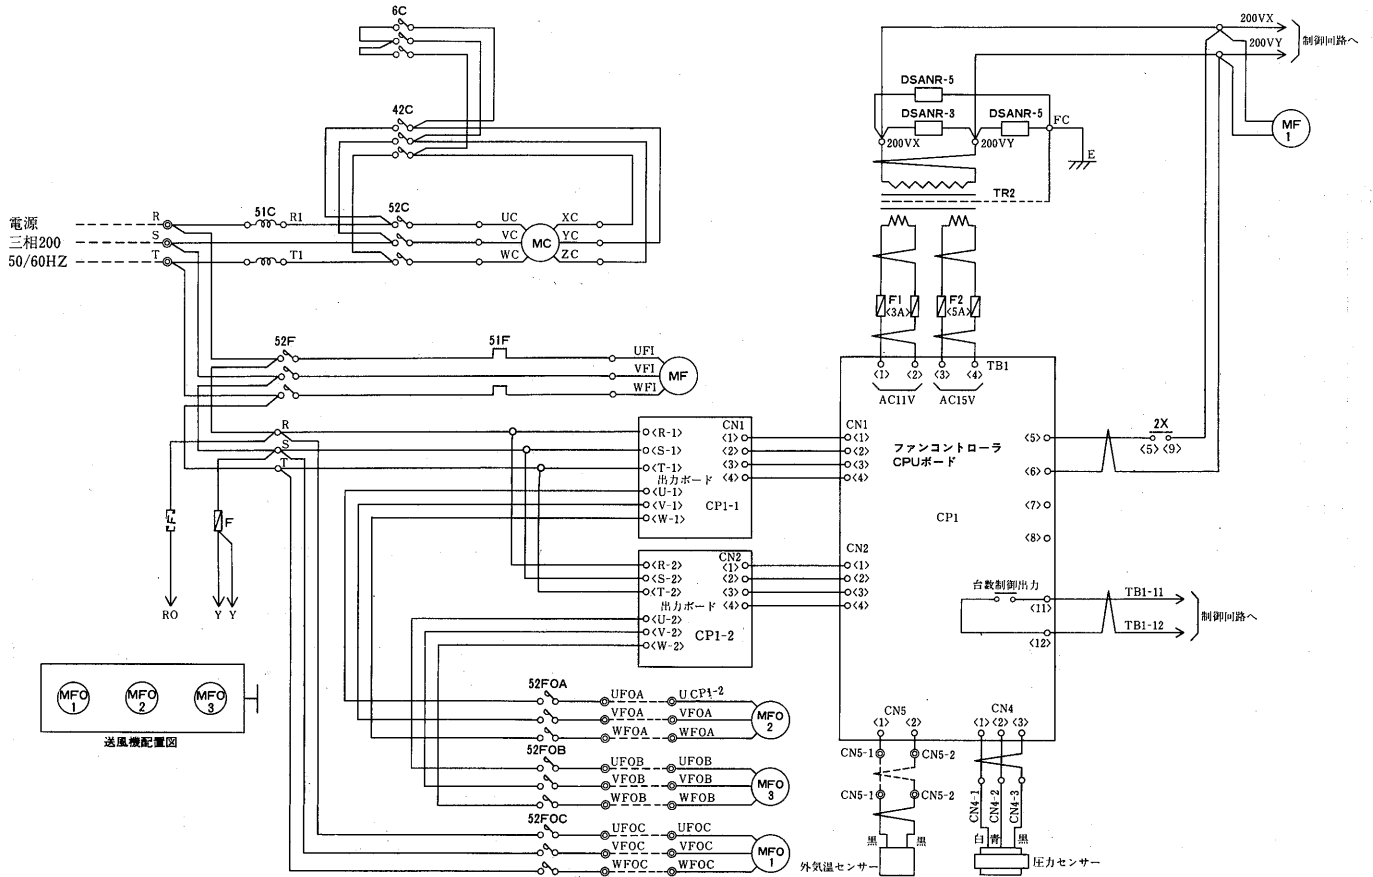 6C
200VX
200VY
制御回路へ
DSANR-5
42C
DSANR-3
DSANR-5
FC
MF
1
200VX
200VY
E
TR2
電源
三相200
50/60HZ
R
S
T
51C
R1
T1
52C
UC
VC
WC
MC
XC
YC
ZC
F1
<3A>
F2
<5A>
52F
51F
UF1
VF1
WF1
MF
<1>
<2>
<3>
<4>
TB1
AC11V
AC15V
R
S
T
<R-1>
<S-1>
<T-1>
出力ボード
<U-1>
<V-1>
<W-1>
CN1
<1>
<2>
<3>
<4>
CP1-1
CN1
<1>
<2>
<3>
<4>
ファンコントローラ
CPUボード
CP1
<5>
<6>
<7>
<8>
2X
<5>
<9>
F
F
RO
Y
Y
<R-2>
<S-2>
<T-2>
出力ボード
<U-2>
<V-2>
<W-2>
CN2
<1>
<2>
<3>
<4>
CP1-2
CN2
<1>
<2>
<3>
<4>
台数制御出力
<11>
<12>
TB1-11
TB1-12
制御回路へ
MFO
1
MFO
2
MFO
3
送風機配置図
52FOA
UFOA
VFOA
WFOA
UCP1-2
VFOA
WFOA
MFO
2
52FOB
UFOB
VFOB
WFOB
UFOB
VFOB
WFOB
MFO
3
52FOC
UFOC
VFOC
WFOC
UFOC
VFOC
WFOC
MFO
1
CN5
<1>
<2>
CN5-1
CN5-2
CN5-1
CN5-2
黒
黒
外気温センサー
CN4
<1>
<2>
<3>
CN4-1
CN4-2
CN4-3
白
青
黒
圧力センサー